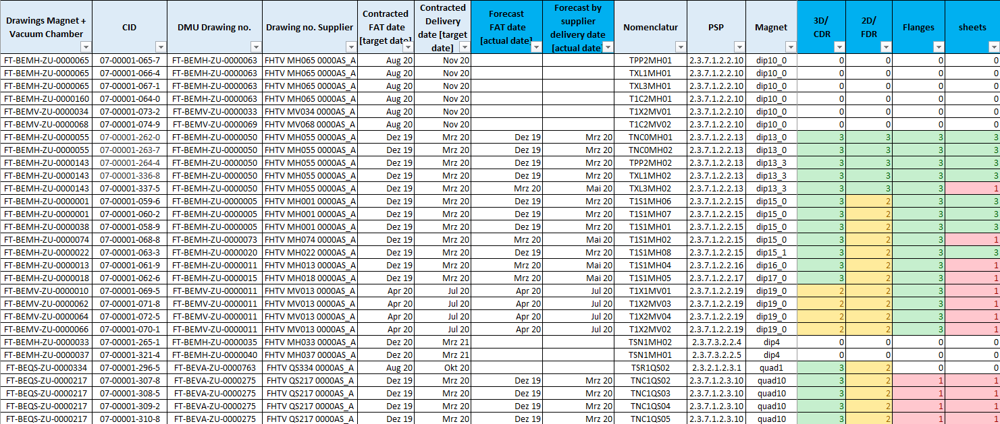 Drawings Magnet + Vacuum Chamber CID DMU Drawing no. Drawing no. Supplier Contracted FAT date [target date] Contracted Delivery date [target date] Forecast FAT date [actual date] Forecast by supplier delivery date [actual date] Nomenclatur PSP Magnet 3D/ CDR 2D/ FDR Flanges sheets
FT-BEMH-ZU-0000065 07-00001-065-7 FT-BEMH-ZU-0000063 FHTV MH065 0000AS_A Aug 20 Nov 20 TPP2MH01 2.3.7.1.2.2.10 dip10_0 0 0 0 0
FT-BEMH-ZU-0000065 07-00001-066-4 FT-BEMH-ZU-0000063 FHTV MH065 0000AS_A Aug 20 Nov 20 TXL1MH01 2.3.7.1.2.2.10 dip10_0 0 0 0 0
FT-BEMH-ZU-0000065 07-00001-067-1 FT-BEMH-ZU-0000063 FHTV MH065 0000AS_A Aug 20 Nov 20 TXL3MH01 2.3.7.1.2.2.10 dip10_0 0 0 0 0
FT-BEMH-ZU-0000160 07-00001-064-0 FT-BEMH-ZU-0000063 FHTV MH065 0000AS_A Aug 20 Nov 20 T1C2MH01 2.3.7.1.2.2.10 dip10_0 0 0 0 0
FT-BEMV-ZU-0000034 07-00001-073-2 FT-BEMV-ZU-0000033 FHTV MV034 0000AS_A Aug 20 Nov 20 T1X2MV01 2.3.7.1.2.2.10 dip10_0 0 0 0 0
FT-BEMV-ZU-0000068 07-00001-074-9 FT-BEMV-ZU-0000069 FHTV MV068 0000AS_A Aug 20 Nov 20 T1C2MV02 2.3.7.1.2.2.10 dip10_0 0 0 0 0
FT-BEMH-ZU-0000055 07-00001-262-0 FT-BEMH-ZU-0000050 FHTV MH055 0000AS_A Dez 19 Mrz 20 Dez 19 Mrz 20 TNC0MH01 2.3.7.1.2.2.13 dip13_0 3 3 3 3
FT-BEMH-ZU-0000055 07-00001-263-7 FT-BEMH-ZU-0000050 FHTV MH055 0000AS_A Dez 19 Mrz 20 Dez 19 Mrz 20 TNC0MH02 2.3.7.1.2.2.13 dip13_0 3 3 3 3
FT-BEMH-ZU-0000143 07-00001-264-4 FT-BEMH-ZU-0000050 FHTV MH055 0000AS_A Dez 19 Mrz 20 Dez 19 Mrz 20 TPP2MH02 2.3.7.1.2.2.13 dip13_3 3 3 3 3
FT-BEMH-ZU-0000143 07-00001-336-8 FT-BEMH-ZU-0000050 FHTV MH055 0000AS_A Dez 19 Mrz 20 Dez 19 Mrz 20 TXL1MH02 2.3.7.1.2.2.13 dip13_3 3 3 3 3
FT-BEMH-ZU-0000143 07-00001-337-5 FT-BEMH-ZU-0000050 FHTV MH055 0000AS_A Dez 19 Mrz 20 Mrz 20 Mai 20 TXL3MH02 2.3.7.1.2.2.13 dip13_3 3 3 3 1
FT-BEMH-ZU-0000001 07-00001-059-6 FT-BEMH-ZU-0000005 FHTV MH001 0000AS_A Dez 19 Mrz 20 Dez 19 Mrz 20 T1S1MH06 2.3.7.1.2.2.15 dip15_0 3 2 3 3
FT-BEMH-ZU-0000001 07-00001-060-2 FT-BEMH-ZU-0000005 FHTV MH001 0000AS_A Dez 19 Mrz 20 Dez 19 Mrz 20 T1S1MH07 2.3.7.1.2.2.15 dip15_0 3 2 3 3
FT-BEMH-ZU-0000038 07-00001-058-9 FT-BEMH-ZU-0000005 FHTV MH001 0000AS_A Dez 19 Mrz 20 Dez 19 Mrz 20 T1S1MH01 2.3.7.1.2.2.15 dip15_0 3 2 3 3
FT-BEMH-ZU-0000074 07-00001-068-8 FT-BEMH-ZU-0000073 FHTV MH074 0000AS_A Dez 19 Mrz 20 Mrz 20 Mai 20 T1S1MH02 2.3.7.1.2.2.15 dip15_0 3 2 3 1
FT-BEMH-ZU-0000022 07-00001-063-3 FT-BEMH-ZU-0000020 FHTV MH022 0000AS_A Dez 19 Mrz 20 Dez 19 Mrz 20 T1S1MH08 2.3.7.1.2.2.15 dip15_1 3 2 3 3
FT-BEMH-ZU-0000013 07-00001-061-9 FT-BEMH-ZU-0000011 FHTV MH013 0000AS_A Dez 19 Mrz 20 Mrz 20 Mai 20 T1S1MH04 2.3.7.1.2.2.16 dip16_0 3 2 3 1
FT-BEMH-ZU-0000018 07-00001-062-6 FT-BEMH-ZU-0000015 FHTV MH018 0000AS_A Dez 19 Mrz 20 Mrz 20 Mai 20 T1S1MH05 2.3.7.1.2.2.17 dip17_0 3 2 3 1
FT-BEMV-ZU-0000010 07-00001-069-5 FT-BEMV-ZU-0000011 FHTV MV013 0000AS_A Apr 20 Jul 20 Apr 20 Jul 20 T1X1MV01 2.3.7.1.2.2.19 dip19_0 2 2 3 1
FT-BEMV-ZU-0000062 07-00001-071-8 FT-BEMV-ZU-0000011 FHTV MV013 0000AS_A Apr 20 Jul 20 Apr 20 Jul 20 T1X2MV03 2.3.7.1.2.2.19 dip19_0 2 2 3 1
FT-BEMV-ZU-0000064 07-00001-072-5 FT-BEMV-ZU-0000011 FHTV MV013 0000AS_A Apr 20 Jul 20 Apr 20 Jul 20 T1X2MV04 2.3.7.1.2.2.19 dip19_0 2 2 3 1
FT-BEMV-ZU-0000066 07-00001-070-1 FT-BEMV-ZU-0000011 FHTV MV013 0000AS_A Apr 20 Jul 20 Apr 20 Jul 20 T1X2MV02 2.3.7.1.2.2.19 dip19_0 2 2 3 1
FT-BEMH-ZU-0000033 07-00001-265-1 FT-BEMH-ZU-0000035 FHTV MH033 0000AS_A Dez 20 Mrz 21 TSN1MH02 2.3.7.3.2.2.4 dip4 0 0 0 0
FT-BEMH-ZU-0000037 07-00001-321-4 FT-BEMH-ZU-0000040 FHTV MH037 0000AS_A Dez 20 Mrz 21 TSN1MH01 2.3.7.3.2.2.5 dip4 0 0 0 0
FT-BEQS-ZU-0000334 07-00001-296-5 FT-BEVA-ZU-0000763 FHTV QS334 0000AS_A Aug 20 Okt 20 TSR1QS02 2.3.2.1.2.3.1 quad1 3 2 0 0
FT-BEQS-ZU-0000217 07-00001-307-8 FT-BEVA-ZU-0000275 FHTV QS217 0000AS_A Dez 19 Mrz 20 Dez 19 Mrz 20 TNC1QS02 2.3.7.1.2.3.10 quad10 3 2 1 1
FT-BEQS-ZU-0000217 07-00001-308-5 FT-BEVA-ZU-0000275 FHTV QS217 0000AS_A Dez 19 Mrz 20 Dez 19 Mrz 20 TNC1QS03 2.3.7.1.2.3.10 quad10 3 2 1 1
FT-BEQS-ZU-0000217 07-00001-309-2 FT-BEVA-ZU-0000275 FHTV QS217 0000AS_A Dez 19 Mrz 20 Dez 19 Mrz 20 TNC1QS04 2.3.7.1.2.3.10 quad10 3 2 1 1
FT-BEQS-ZU-0000217 07-00001-310-8 FT-BEVA-ZU-0000275 FHTV QS217 0000AS_A Dez 19 Mrz 20 Dez 19 Mrz 20 TNC1QS05 2.3.7.1.2.3.10 quad10 3 2 1 1